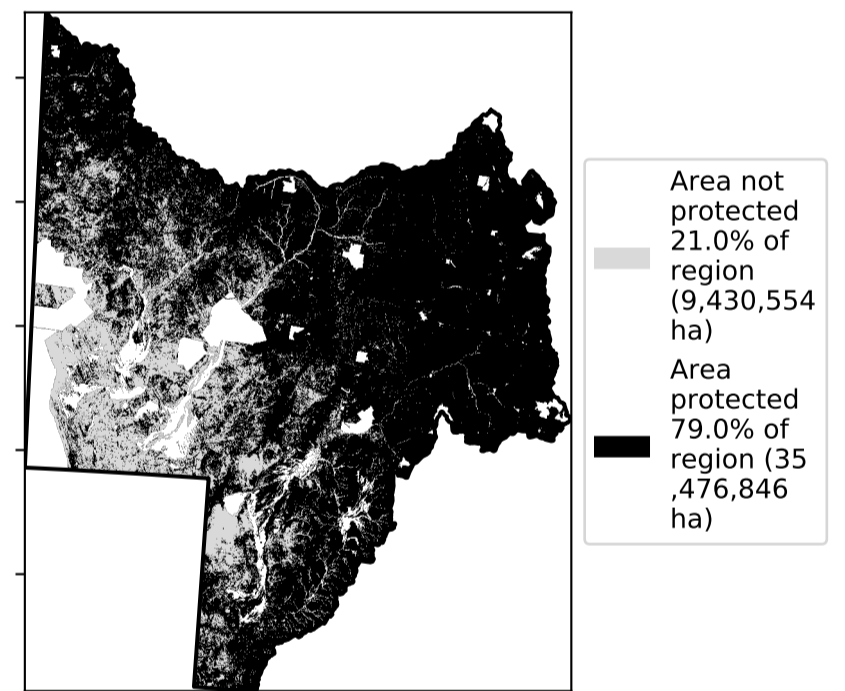 Area not
protected
21.0% of
region
(9,430,554
ha)
Area
protected
79.0% of
region (35
,476,846
ha)